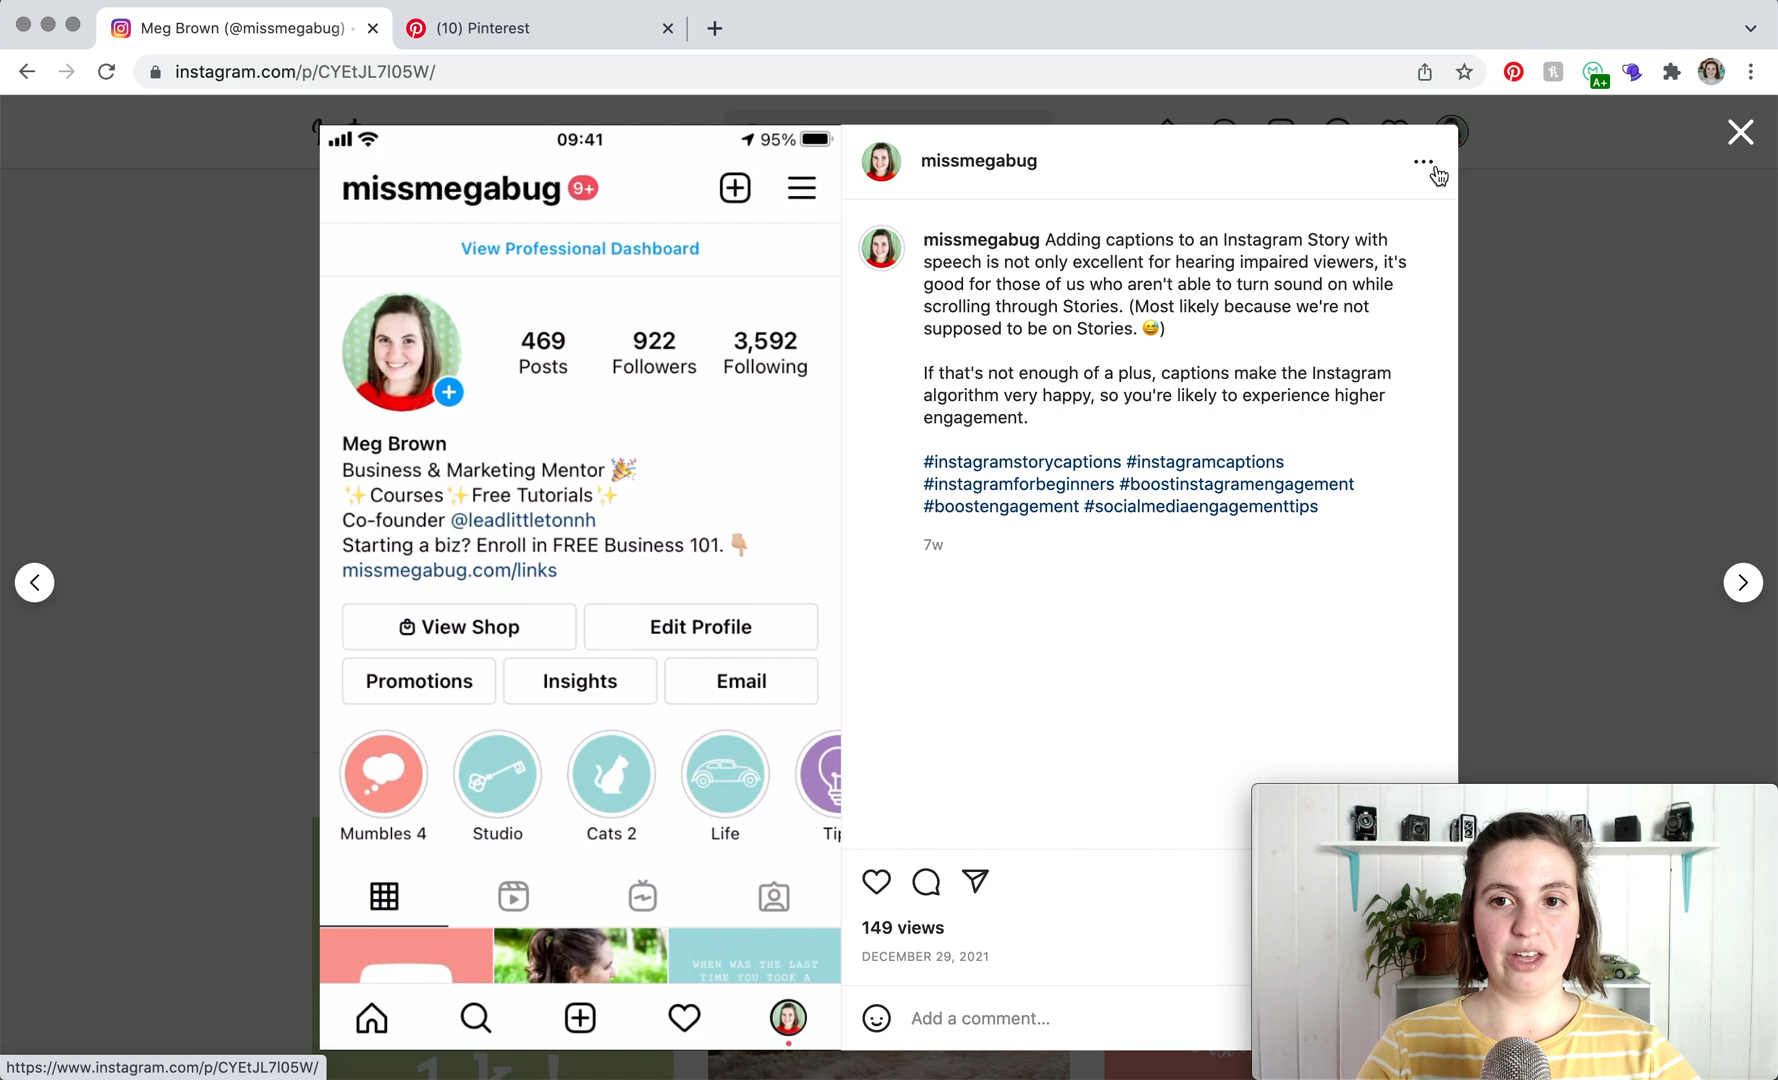 Meg Brown (@missmegabug) -
(10) Pinterest
instagram.com/p/CYEtJL7l05W/
A+
09:41
95%
missmegabug 9+
View Professional Dashboard
469
922
3,592
Posts
Followers
Following
Meg Brown
Business & Marketing Mentor 🎉
✨Courses✨Free Tutorials✨
Co-founder @leadlittletonnh
Starting a biz? Enroll in FREE Business 101. 👇🏼
missmegabug.com/links
View Shop
Edit Profile
Promotions
Insights
Email
Mumbles 4
Studio
Cats 2
Life
Tip
WHEN WAS THE LAST
TIME YOU TOOK A
missmegabug
missmegabug Adding captions to an Instagram Story with
speech is not only excellent for hearing impaired viewers, it's
good for those of us who aren't able to turn sound on while
scrolling through Stories. (Most likely because we're not
supposed to be on Stories. 😅)
If that's not enough of a plus, captions make the Instagram
algorithm very happy, so you're likely to experience higher
engagement.
#instagramstorycaptions #instagramcaptions
#instagramforbeginners #boostinstagramengagement
#boostengagement #socialmediaengagementtips
7w
149 views
DECEMBER 29, 2021
Add a comment...
https://www.instagram.com/p/CYEtJL7l05W/